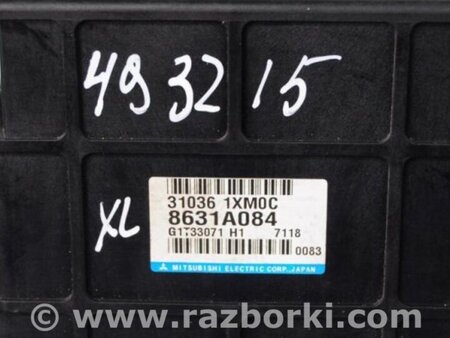 493215
XL
31036 1XM0C
8631A084
G1T33071 H1 7118
0083
MITSUBISHI ELECTRIC CORP., JAPAN
© www.razborki.com